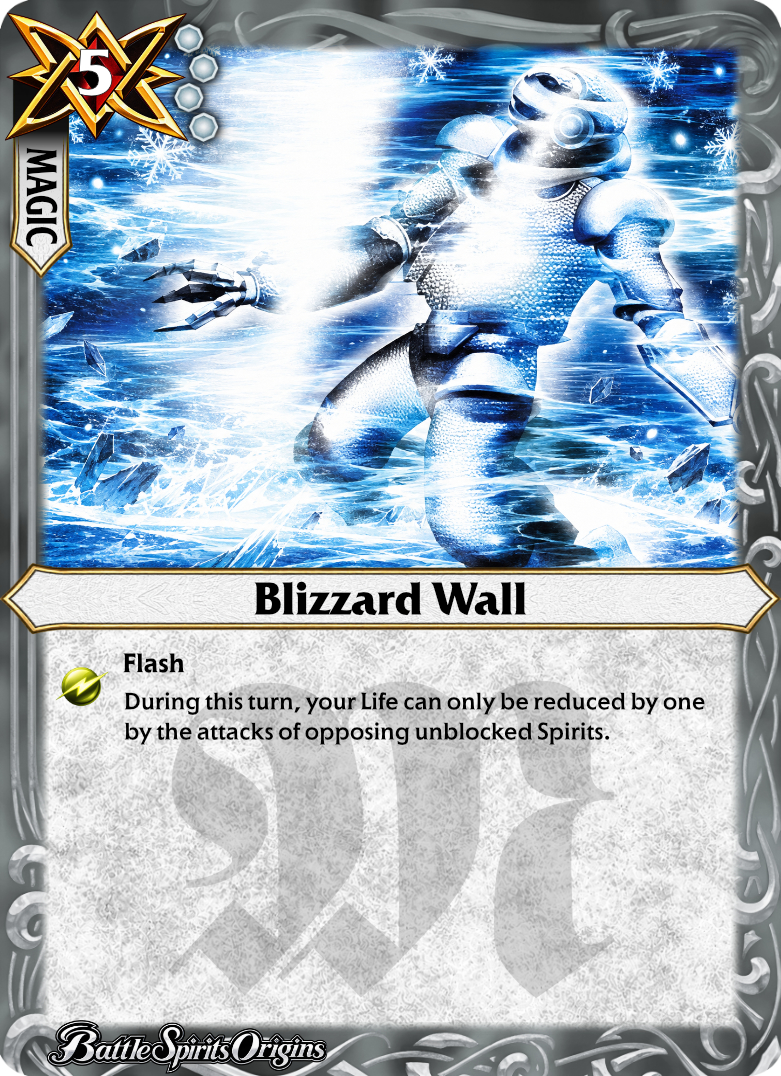 5
MAGIC
Blizzard Wall
Flash
During this turn, your Life can only be reduced by one
by the attacks of opposing unblocked Spirits.
M
Battle Spirits Origins